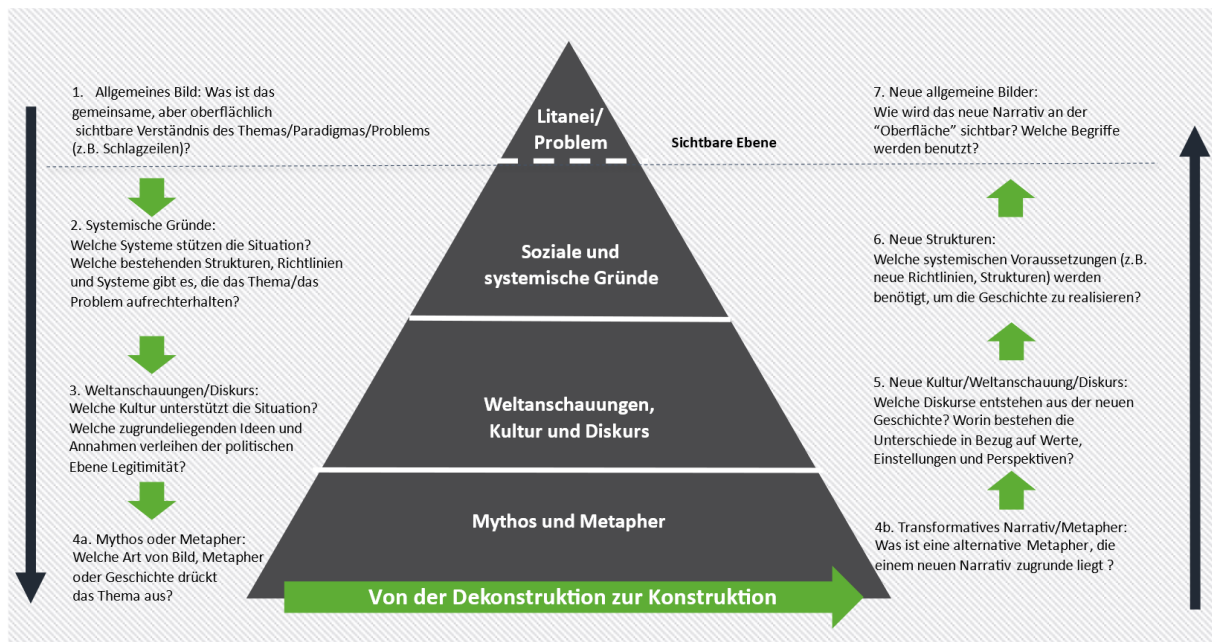 1. Allgemeines Bild: Was ist das
gemeinsame, aber oberflächlich
sichtbare Verständnis des Themas/Paradigmas/Problems
(z.B. Schlagzeilen)?
2. Systemische Gründe:
Welche Systeme stützen die Situation?
Welche bestehenden Strukturen, Richtlinien
und Systeme gibt es, die das Thema/das
Problem aufrechterhalten?
3. Weltanschauungen/Diskurs:
Welche Kultur unterstützt die Situation?
Welche zugrundeliegenden Ideen und
Annahmen verleihen der politischen
Ebene Legitimität?
4a. Mythos oder Metapher:
Welche Art von Bild, Metapher
oder Geschichte drückt
das Thema aus?
Litanei/
Problem
Sichtbare Ebene
Soziale und
systemische Gründe
Weltanschauungen,
Kultur und Diskurs
Mythos und Metapher
Von der Dekonstruktion zur Konstruktion
7. Neue allgemeine Bilder:
Wie wird das neue Narrativ an der
“Oberfläche” sichtbar? Welche Begriffe
werden benutzt?
6. Neue Strukturen:
Welche systemischen Voraussetzungen (z.B.
neue Richtlinien, Strukturen) werden
benötigt, um die Geschichte zu realisieren?
5. Neue Kultur/Weltanschauung/Diskurs:
Welche Diskurse entstehen aus der neuen
Geschichte? Worin bestehen die
Unterschiede in Bezug auf Werte,
Einstellungen und Perspektiven?
4b. Transformatives Narrativ/Metapher:
Was ist eine alternative Metapher, die
einem neuen Narrativ zugrunde liegt ?